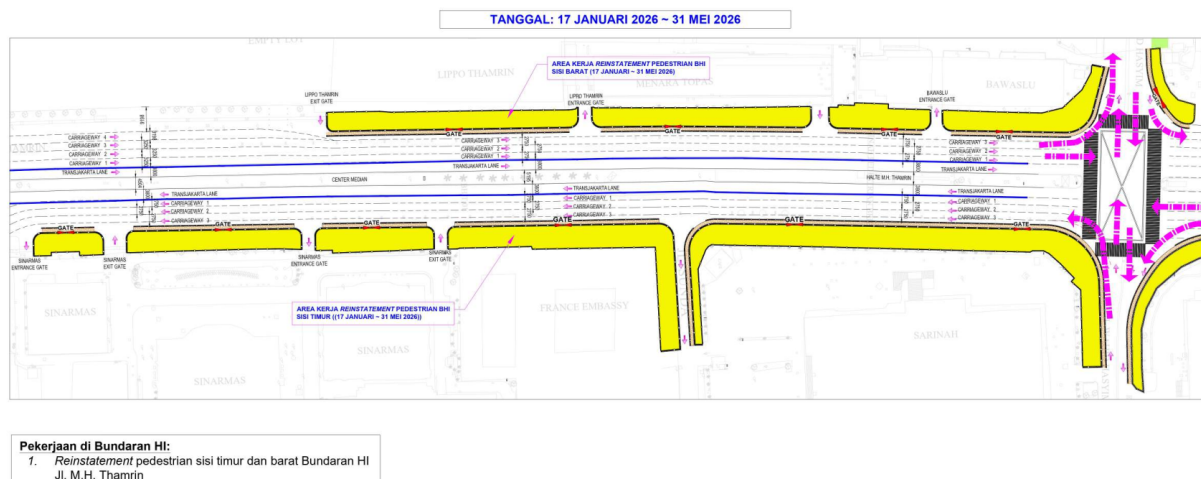 TANGGAL: 17 JANUARI 2026 ~ 31 MEI 2026
EMPTY LOT
LIPPO THAMRIN
AREA KERJA REINSTATEMENT PEDESTRIAN BHI
SISI BARAT (17 JANUARI ~ 31 MEI 2026)
MENARA TOPAS
BAWASLU
LIPPO THAMRIN
EXIT GATE
LIPPO THAMRIN
ENTRANCE GATE
BAWASLU
ENTRANCE GATE
GATE
GATE
GATE
GATE
CARRIAGEWAY 4
CARRIAGEWAY 3
CARRIAGEWAY 2
CARRIAGEWAY 1
TRANSJAKARTA LANE
CARRIAGEWAY 3
CARRIAGEWAY 2
CARRIAGEWAY 1
TRANSJAKARTA LANE
CARRIAGEWAY 3
CARRIAGEWAY 2
CARRIAGEWAY 1
TRANSJAKARTA LANE
CENTER MEDIAN
HALTE M.H. THAMRIN
TRANSJAKARTA LANE
CARRIAGEWAY 1
CARRIAGEWAY 2
CARRIAGEWAY 3
TRANSJAKARTA LANE
CARRIAGEWAY 1
CARRIAGEWAY 2
CARRIAGEWAY 3
TRANSJAKARTA LANE
CARRIAGEWAY 1
CARRIAGEWAY 2
CARRIAGEWAY 3
GATE
GATE
GATE
GATE
GATE
SINARMAS
ENTRANCE GATE
SINARMAS
EXIT GATE
SINARMAS
ENTRANCE GATE
SINARMAS
EXIT GATE
AREA KERJA REINSTATEMENT PEDESTRIAN BHI
SISI TIMUR ((17 JANUARI ~ 31 MEI 2026))
SINARMAS
SINARMAS
SINARMAS
FRANCE EMBASSY
SARINAH
Pekerjaan di Bundaran HI:
1. Reinstatement pedestrian sisi timur dan barat Bundaran HI
Jl. M.H. Thamrin